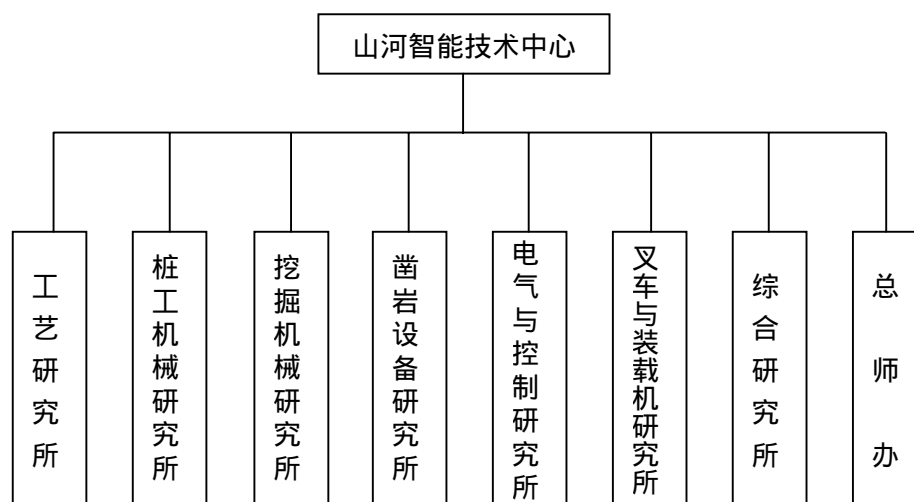 山河智能技术中心
工艺研究所
桩工机械研究所
挖掘机械研究所
凿岩设备研究所
电气与控制研究所
叉车与装载机研究所
综合研究所
总师办